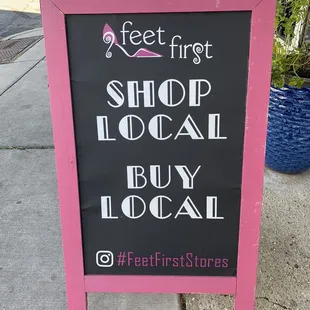 feet
first
SHOP
LOCAL
BUY
LOCAL
#FeetFirstStores